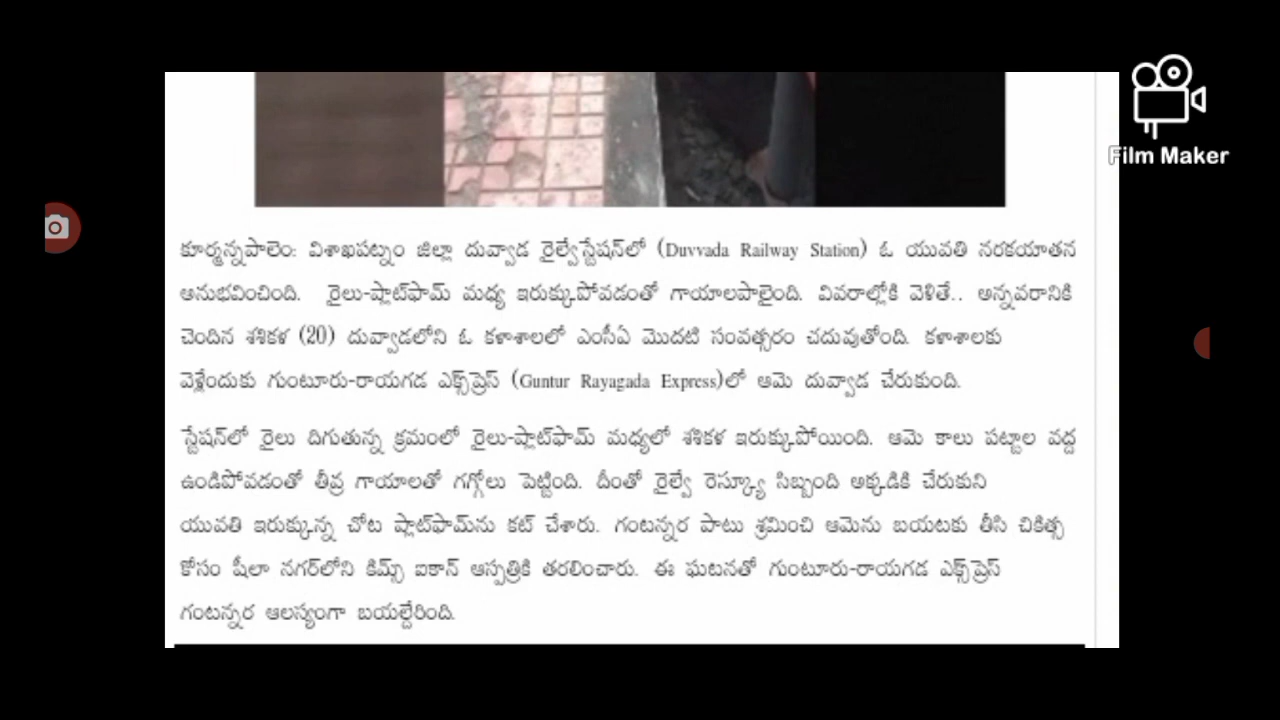 Film Maker
కూర్మన్నపాలెం: విశాఖపట్నం జిల్లా దువ్వాడ రైల్వేస్టేషన్‌లో (Duvvada Railway Station) ఓ యువతి నరకయాతన
అనుభవించింది. రైలు-ప్లాట్‌ఫామ్ మధ్య ఇరుక్కుపోవడంతో గాయాలపాలైంది. వివరాల్లోకి వెళితే.. అన్నవరానికి
చెందిన శశికళ (20) దువ్వాడలోని ఓ కళాశాలలో ఎంసీఏ మొదటి సంవత్సరం చదువుతోంది. కళాశాలకు
వెళ్లేందుకు గుంటూరు-రాయగడ ఎక్స్‌ప్రెస్ (Guntur Rayagada Express)లో ఆమె దువ్వాడ చేరుకుంది.
స్టేషన్‌లో రైలు దిగుతున్న క్రమంలో రైలు-ప్లాట్‌ఫామ్ మధ్యలో శశికళ ఇరుక్కుపోయింది. ఆమె కాలు పట్టాల వద్ద
ఉండిపోవడంతో తీవ్ర గాయాలతో గగ్గోలు పెట్టింది. దీంతో రైల్వే రెస్క్యూ సిబ్బంది అక్కడికి చేరుకుని
యువతి ఇరుక్కున్న చోట ప్లాట్‌ఫామ్‌ను కట్ చేశారు. గంటన్నర పాటు శ్రమించి ఆమెను బయటకు తీసి చికిత్స
కోసం షీలా నగర్‌లోని కిమ్స్ ఐకాన్ ఆస్పత్రికి తరలించారు. ఈ ఘటనతో గుంటూరు-రాయగడ ఎక్స్‌ప్రెస్
గంటన్నర ఆలస్యంగా బయల్దేరింది.